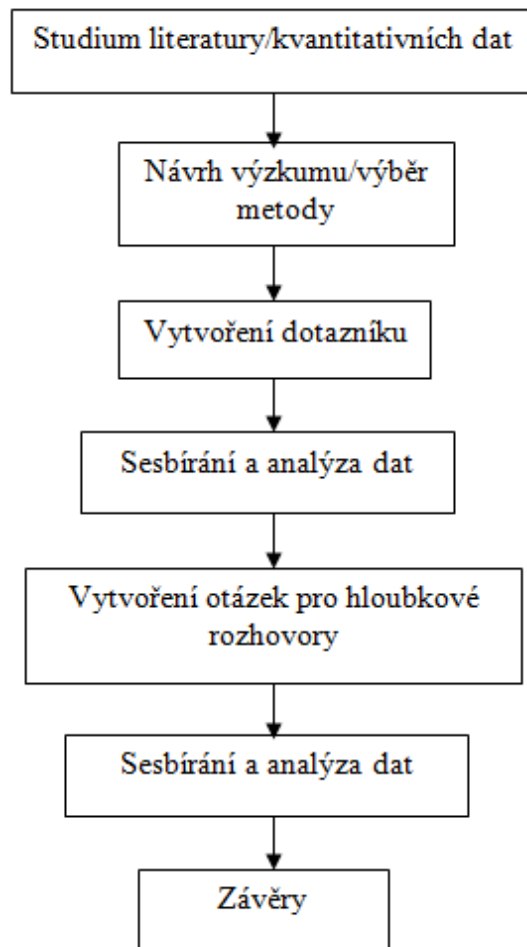 Studium literatury/kvantitativních dat
Návrh výzkumu/výběr
metody
Vytvoření dotazníku
Sesbírání a analýza dat
Vytvoření otázek pro hloubkové
rozhovory
Sesbírání a analýza dat
Závěry